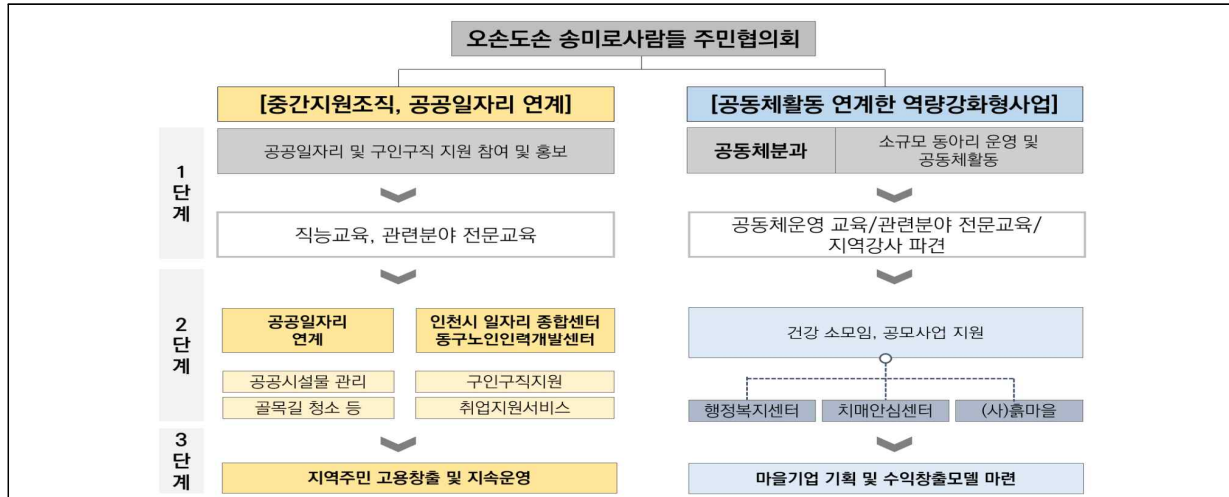 오손도손 송미로사람들 주민협의회
[중간지원조직, 공공일자리 연계]
[공동체활동 연계한 역량강화형사업]
1단계
공공일자리 및 구인구직 지원 참여 및 홍보
공동체분과
소규모 동아리 운영 및
공동체활동
직능교육, 관련분야 전문교육
공동체운영 교육/관련분야 전문교육/
지역강사 파견
2단계
공공일자리
연계
인천시 일자리 종합센터
동구노인인력개발센터
건강 소모임, 공모사업 지원
공공시설물 관리
구인구직지원
골목길 청소 등
취업지원서비스
행정복지센터
치매안심센터
(사)흙마을
3단계
지역주민 고용창출 및 지속운영
마을기업 기획 및 수익창출모델 마련